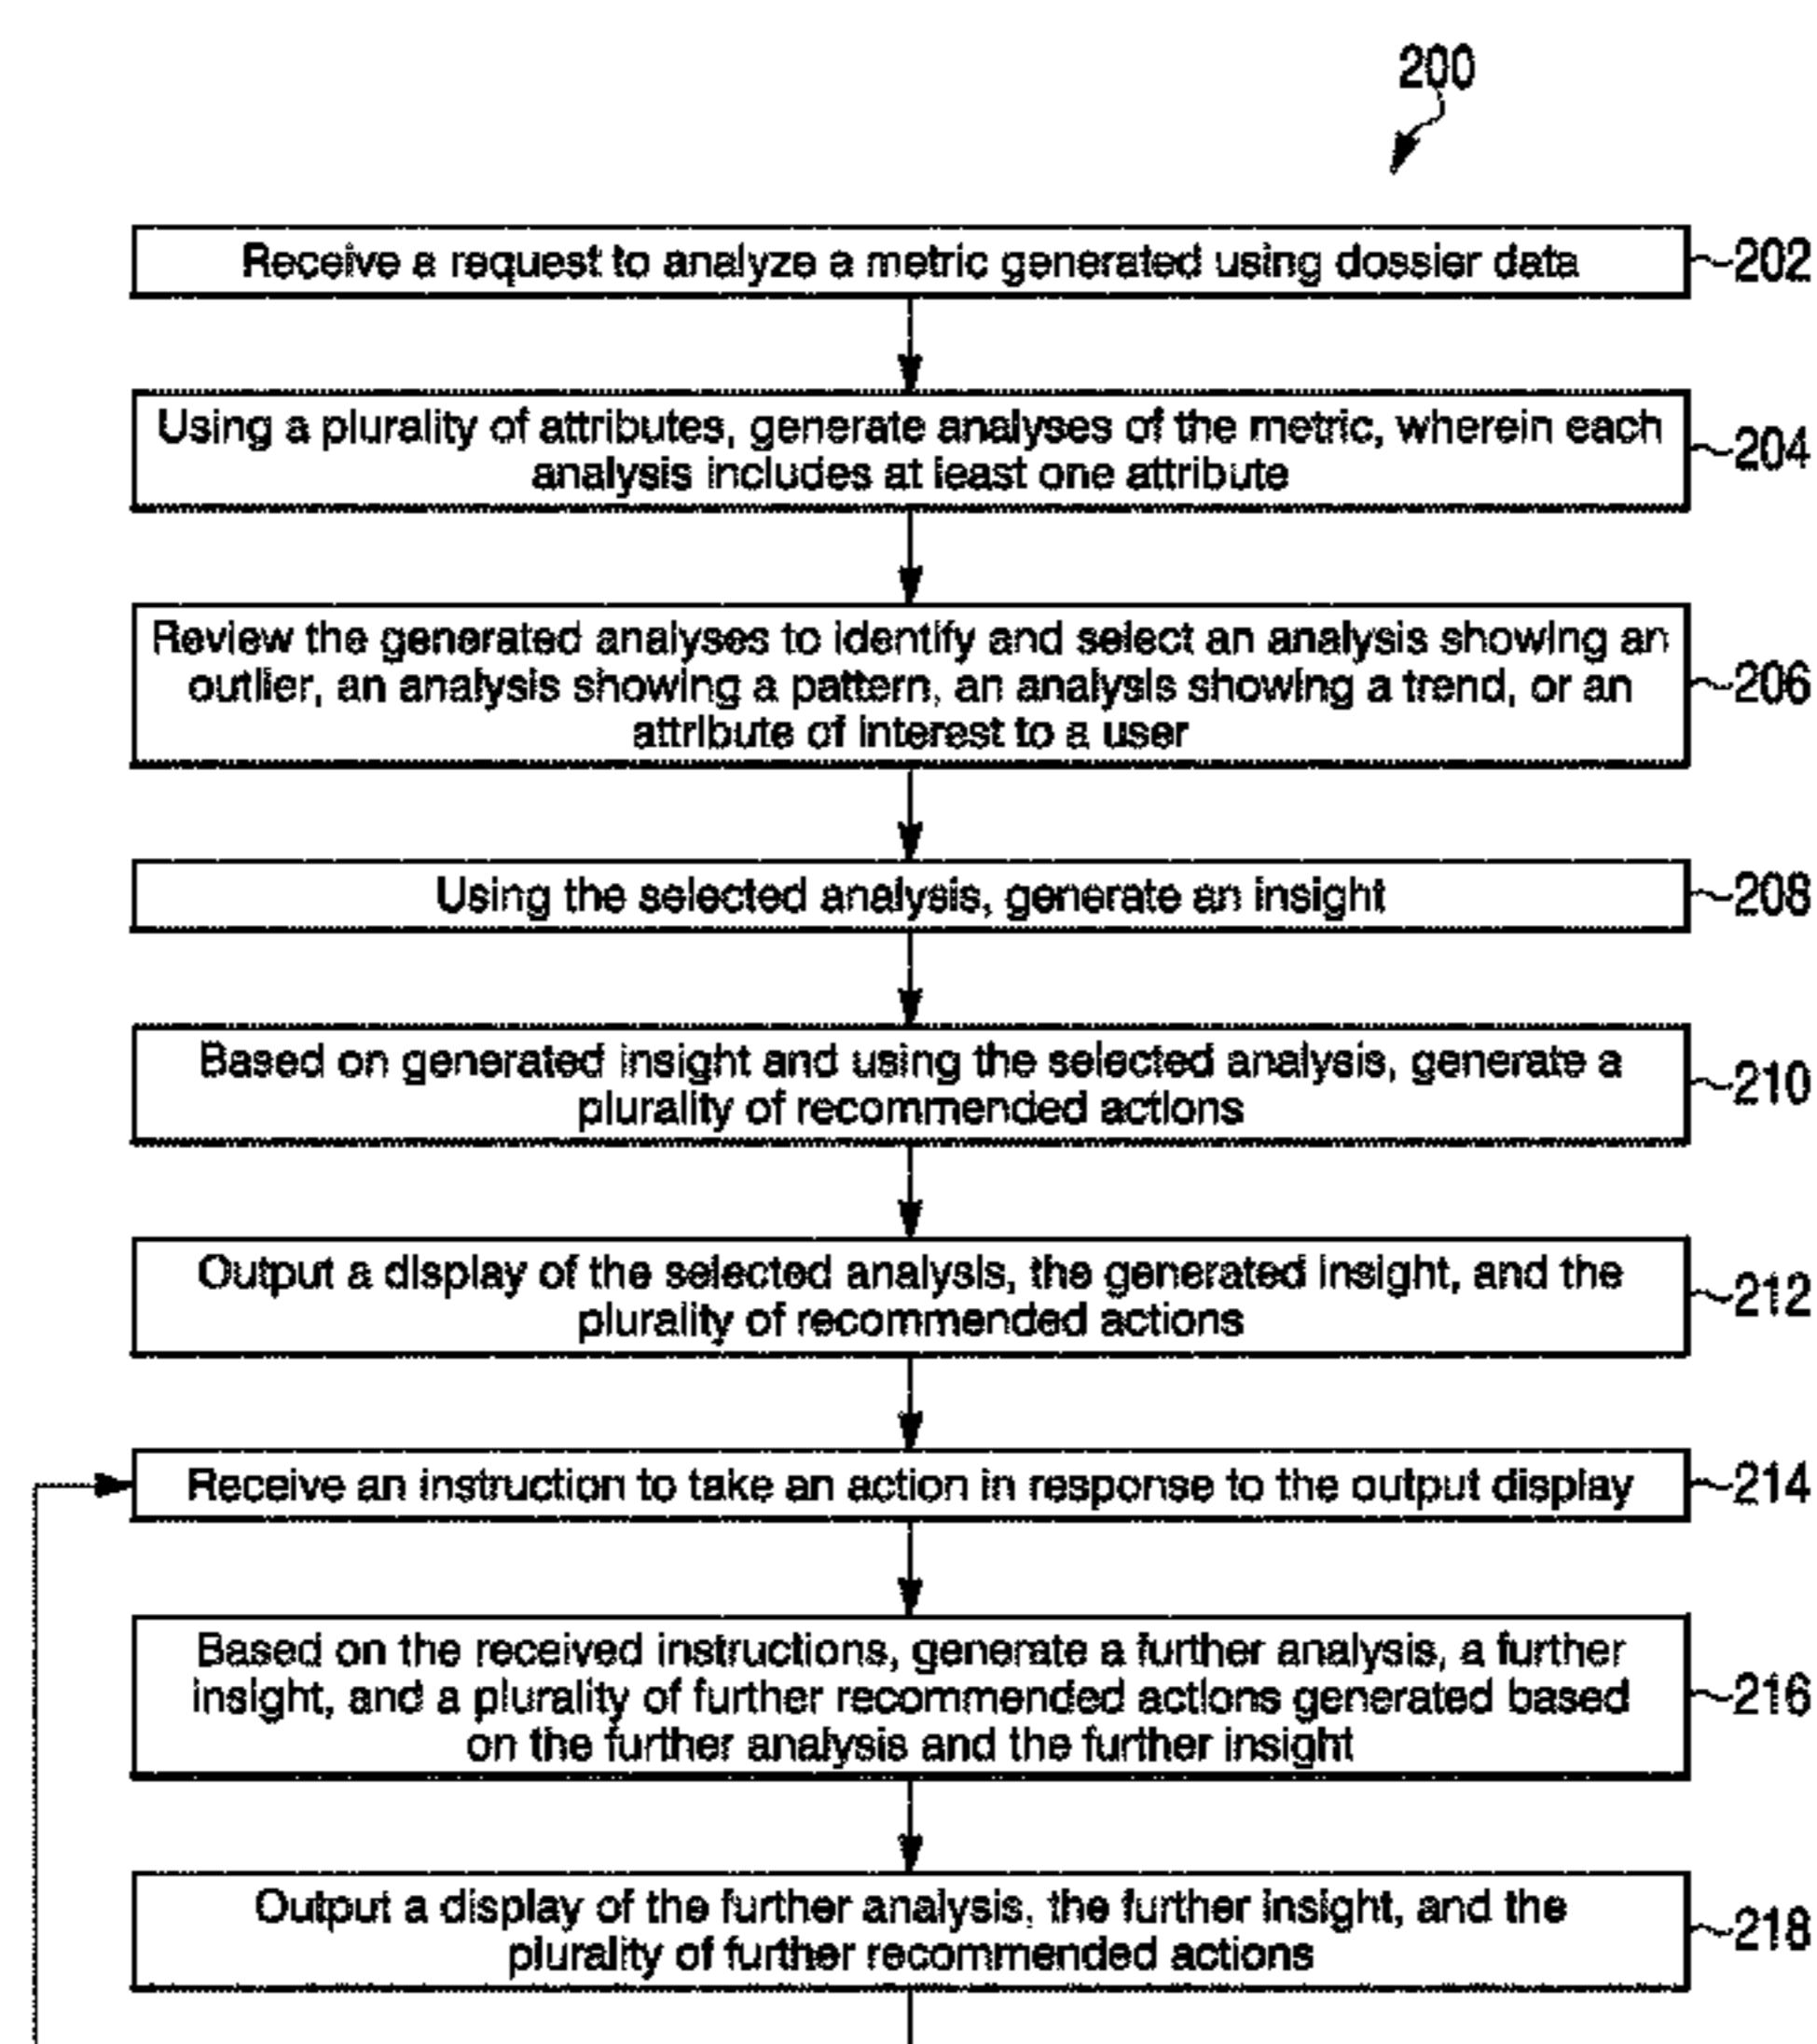 200
Receive a request to analyze a metric generated using dossier data
202
Using a plurality of attributes, generate analyses of the metric, wherein each
analysis includes at least one attribute
204
Review the generated analyses to identify and select an analysis showing an
outlier, an analysis showing a pattern, an analysis showing a trend, or an
attribute of interest to a user
206
Using the selected analysis, generate an insight
208
Based on generated insight and using the selected analysis, generate a
plurality of recommended actions
210
Output a display of the selected analysis, the generated insight, and the
plurality of recommended actions
212
Receive an instruction to take an action in response to the output display
214
Based on the received instructions, generate a further analysis, a further
insight, and a plurality of further recommended actions generated based
on the further analysis and the further insight
216
Output a display of the further analysis, the further insight, and the
plurality of further recommended actions
218